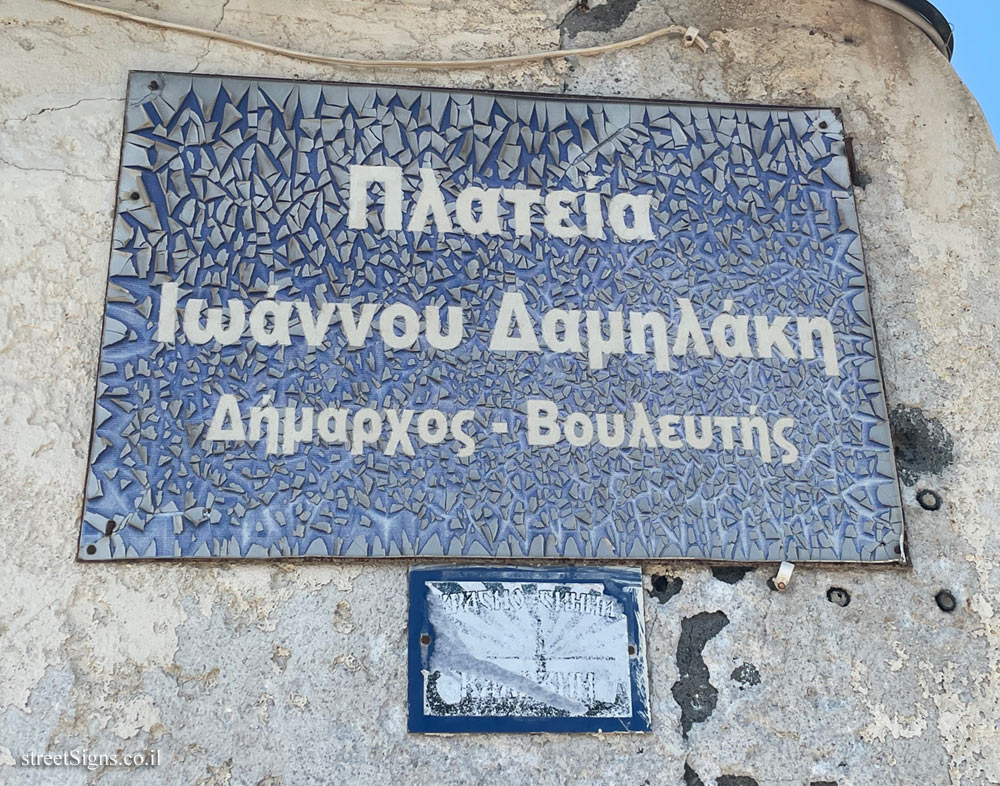 Πλατεία
Ιωάννου Δαμηλάκη
Δήμαρχος - Βουλευτής
streetSigns.co.il